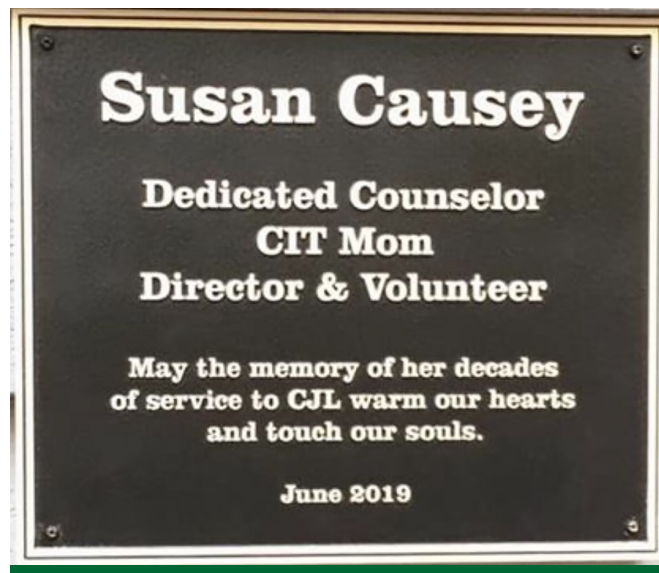 Susan Causey
Dedicated Counselor
CIT Mom
Director & Volunteer
May the memory of her decades
of service to CJL warm our hearts
and touch our souls.
June 2019